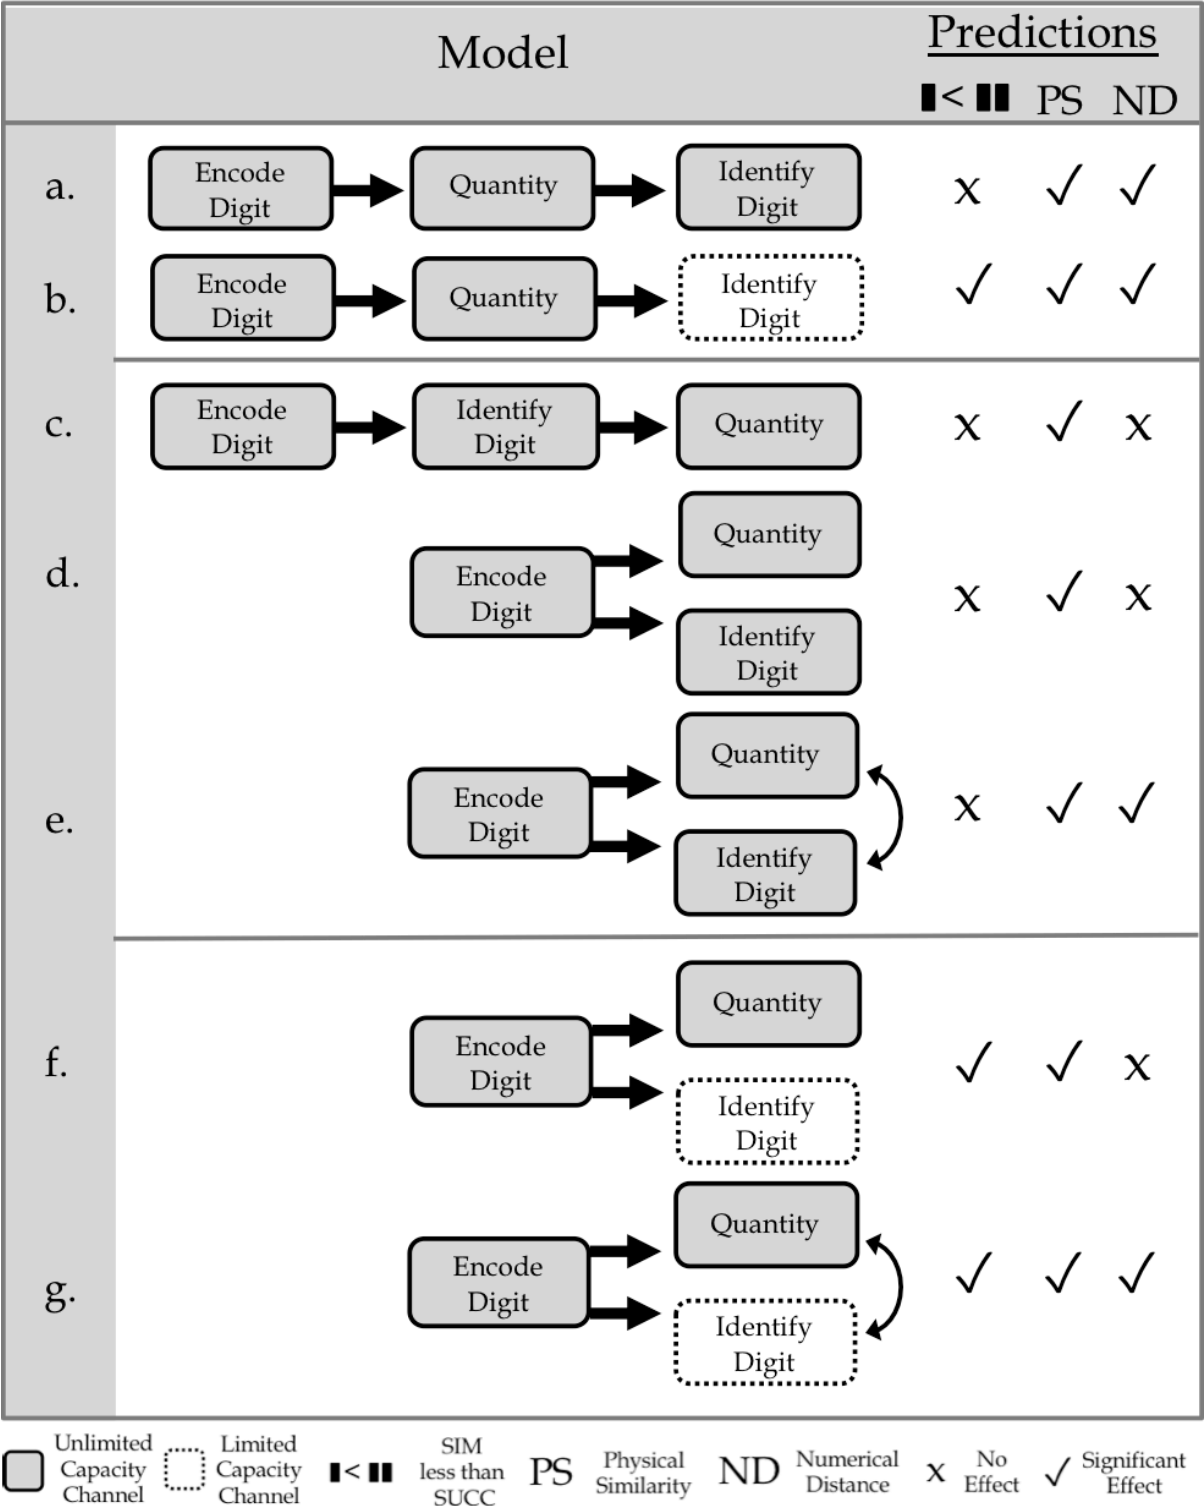 Model
Predictions
▮< ▮▮ PS ND
a.
Encode
Digit
Quantity
Identify
Digit
x ✓ ✓
b.
Encode
Digit
Quantity
Identify
Digit
✓ ✓ ✓
c.
Encode
Digit
Identify
Digit
Quantity
x ✓ x
d.
Encode
Digit
Quantity
Identify
Digit
x ✓ x
e.
Encode
Digit
Quantity
Identify
Digit
x ✓ ✓
f.
Encode
Digit
Quantity
Identify
Digit
✓ ✓ x
g.
Encode
Digit
Quantity
Identify
Digit
✓ ✓ ✓
Unlimited
Capacity
Channel
Limited
Capacity
Channel
▮< ▮▮
SIM
less than
SUCC
PS
Physical
Similarity
ND
Numerical
Distance
x
No
Effect
✓
Significant
Effect